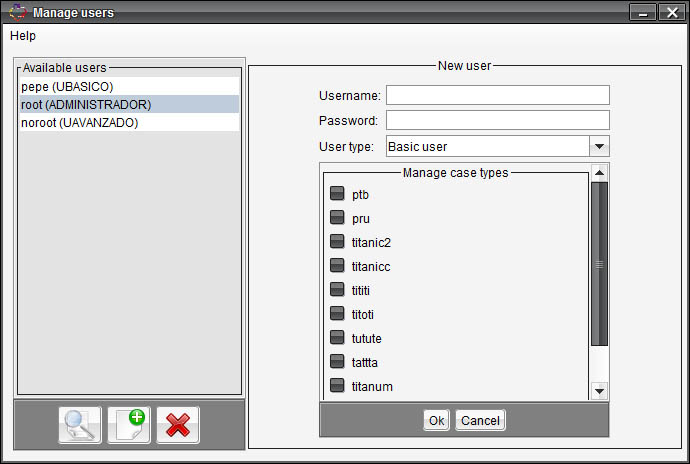 Manage users
Help
Available users
pepe (UBASICO)
root (ADMINISTRADOR)
noroot (UAVANZADO)
New user
Username:
Password:
User type: Basic user
Manage case types
ptb
pru
titanic2
titanicc
tititi
titoti
tutute
tattta
titanum
Ok Cancel